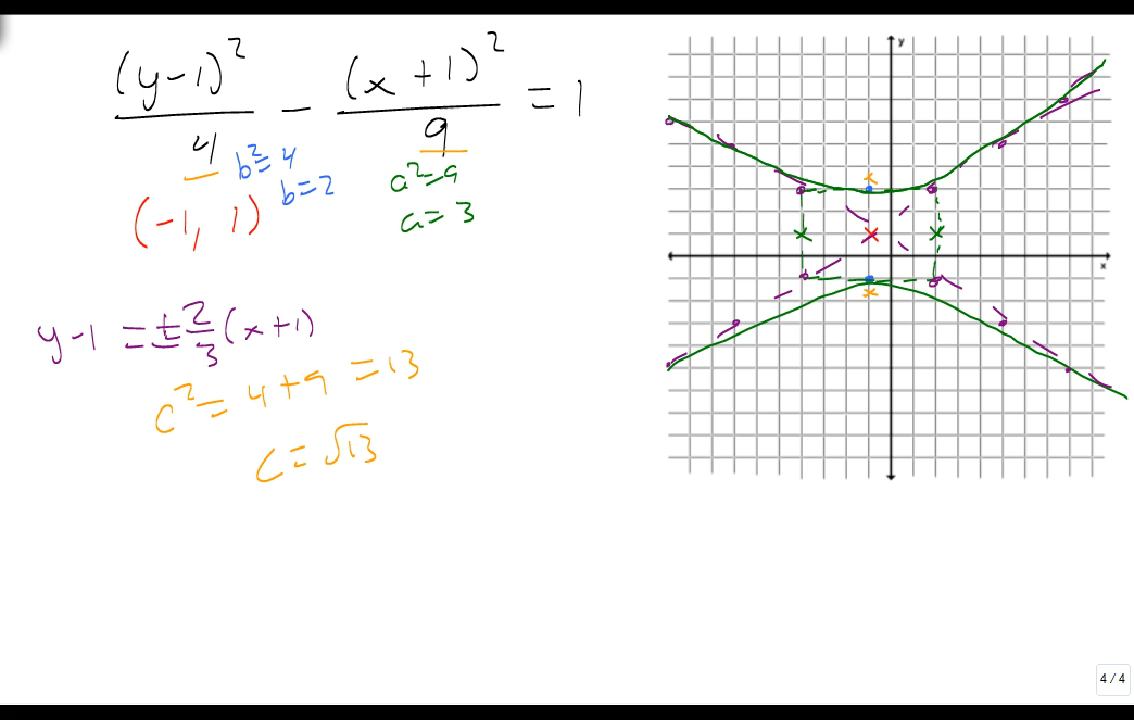 (y-1)²/4 - (x+1)²/9 = 1
b²=4
a²=9
b=2
a=3
(-1, 1)
y-1 = ±2/3(x+1)
c²=4+9=13
c=√13
y
x
4/4